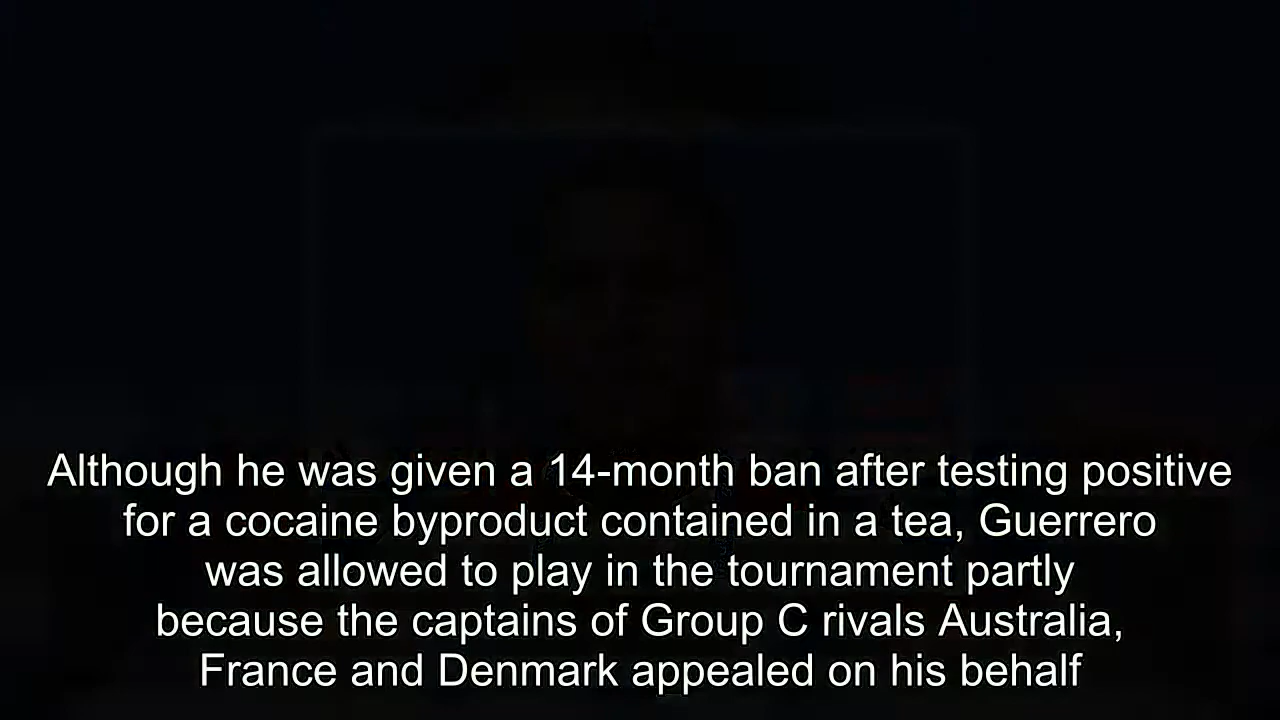 Although he was given a 14-month ban after testing positive
for a cocaine byproduct contained in a tea, Guerrero
was allowed to play in the tournament partly
because the captains of Group C rivals Australia,
France and Denmark appealed on his behalf